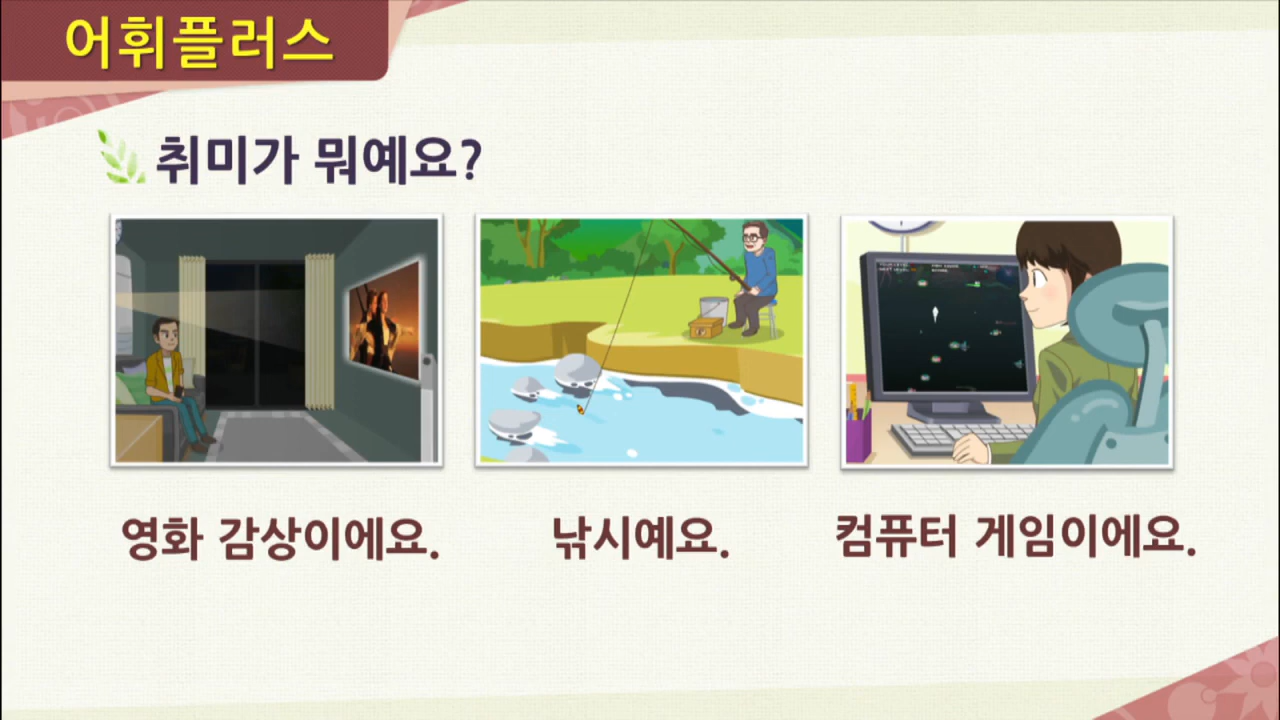 어휘플러스
취미가 뭐예요?
영화 감상이에요.
낚시예요.
컴퓨터 게임이에요.